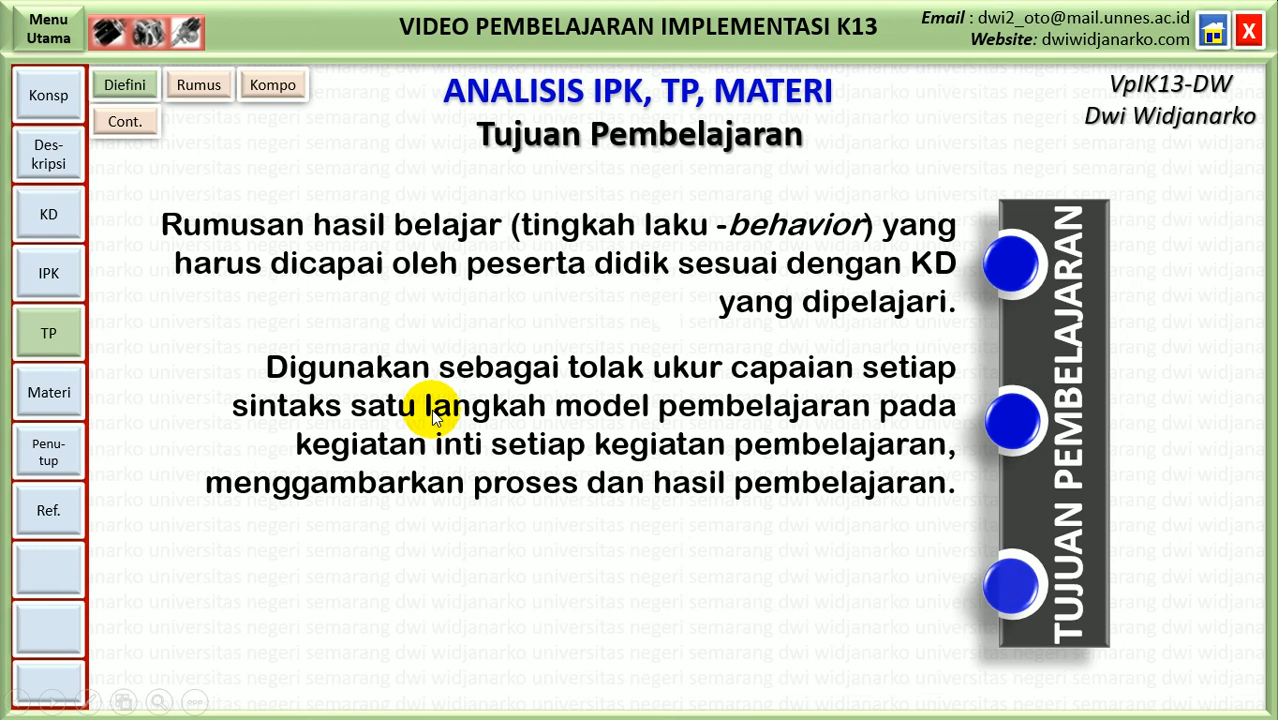 Menu
Utama
VIDEO PEMBELAJARAN IMPLEMENTASI K13
Email : dwi2_oto@mail.unnes.ac.id
Website: dwiwidjanarko.com
X
Konsp
Des-
kripsi
KD
IPK
TP
Materi
Penu-
tup
Ref.
Diefini
Rumus
Kompo
Cont.
ANALISIS IPK, TP, MATERI
Tujuan Pembelajaran
VpIK13-DW
Dwi Widjanarko
Rumusan hasil belajar (tingkah laku -behavior) yang
harus dicapai oleh peserta didik sesuai dengan KD
yang dipelajari.
Digunakan sebagai tolak ukur capaian setiap
sintaks satu langkah model pembelajaran pada
kegiatan inti setiap kegiatan pembelajaran,
menggambarkan proses dan hasil pembelajaran.
TUJUAN PEMBELAJARAN